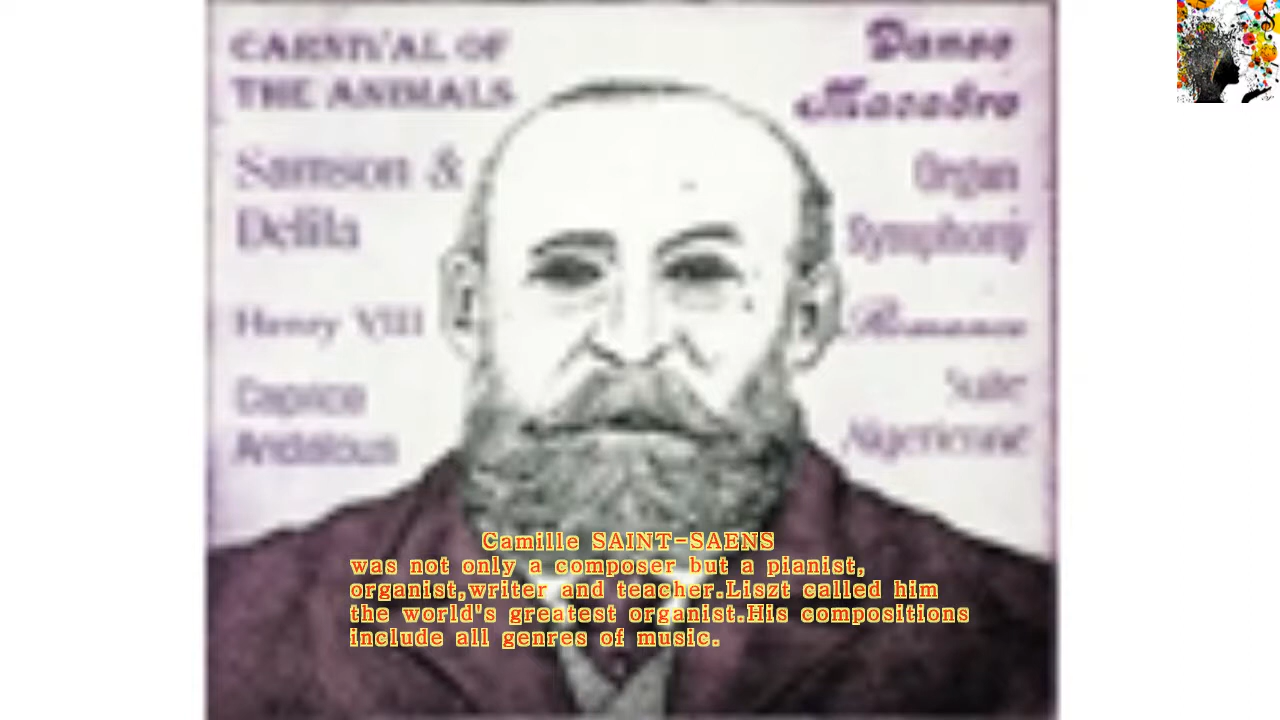 CARNIVAL OF
THE ANIMALS
Samson &
Delila
Henry VIII
Caprice
Andalous
Danse
Macabre
Organ
Symphony
Romance
Suite
Algerienne
Camille SAINT-SAENS
was not only a composer but a pianist,
organist,writer and teacher.Liszt called him
the world's greatest organist.His compositions
include all genres of music.